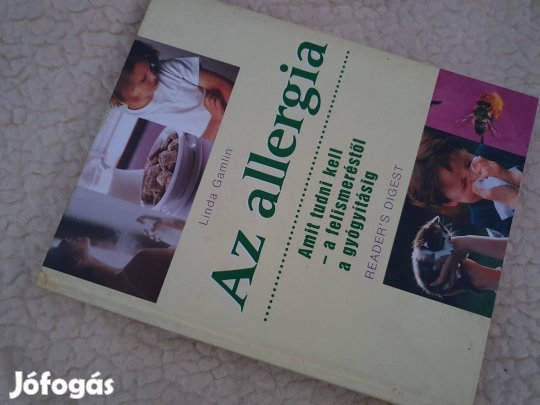 Linda Gamlin
Az allergia
Amit tudni kell
– a felismeréstől
a gyógyításig
READER'S DIGEST
Jófogás